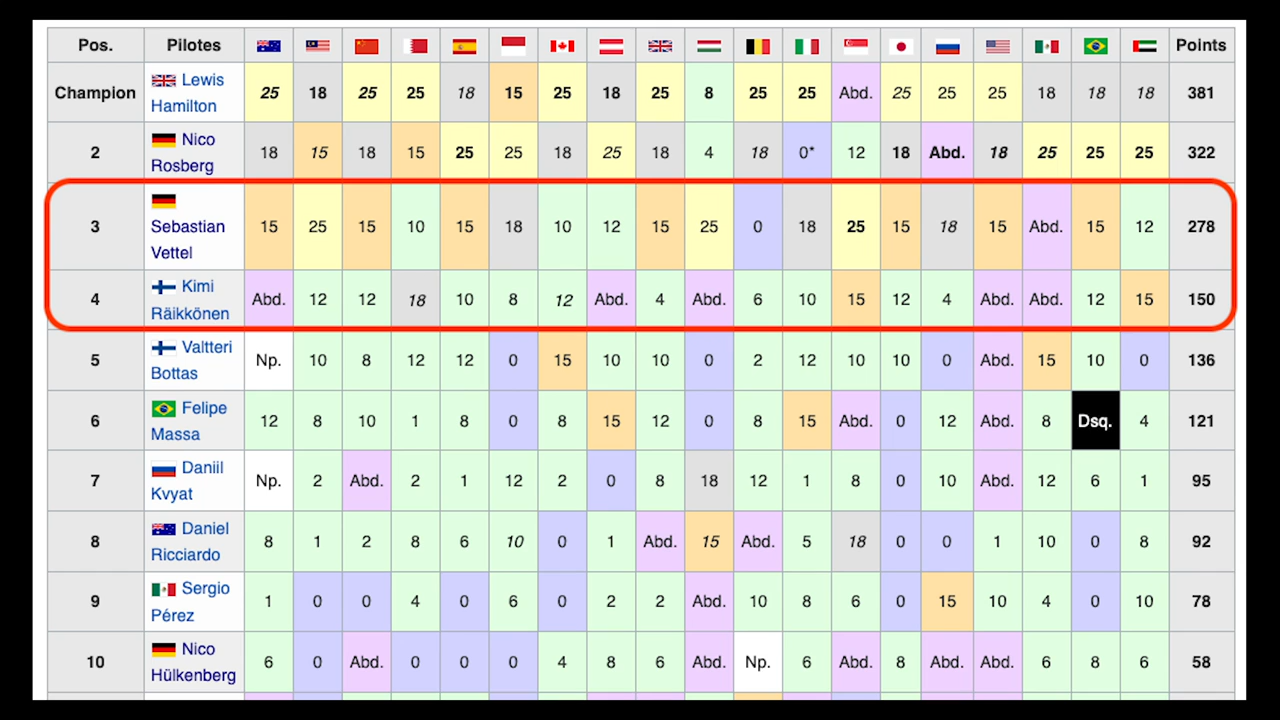 Pos. Pilotes Points
Champion Lewis Hamilton 25 18 25 25 18 15 25 18 25 8 25 25 Abd. 25 25 25 18 18 18 381
2 Nico Rosberg 18 15 18 15 25 25 18 25 18 4 18 0* 12 18 Abd. 18 25 25 25 322
3 Sebastian Vettel 15 25 15 10 15 18 10 12 15 25 0 18 25 15 18 15 Abd. 15 12 278
4 Kimi Räikkönen Abd. 12 12 18 10 8 12 Abd. 4 Abd. 6 10 15 12 4 Abd. Abd. 12 15 150
5 Valtteri Bottas Np. 10 8 12 12 0 15 10 10 0 2 12 10 10 0 Abd. 15 10 0 136
6 Felipe Massa 12 8 10 1 8 0 8 15 12 0 8 15 Abd. 0 12 Abd. 8 Dsq. 4 121
7 Daniil Kvyat Np. 2 Abd. 2 1 12 2 0 8 18 12 1 8 0 10 Abd. 12 6 1 95
8 Daniel Ricciardo 8 1 2 8 6 10 0 1 Abd. 15 Abd. 5 18 0 0 1 10 0 8 92
9 Sergio Pérez 1 0 0 4 0 6 0 2 2 Abd. 10 8 6 0 15 10 4 0 10 78
10 Nico Hülkenberg 6 0 Abd. 0 0 0 4 8 6 Abd. Np. 6 Abd. 8 Abd. Abd. 6 8 6 58